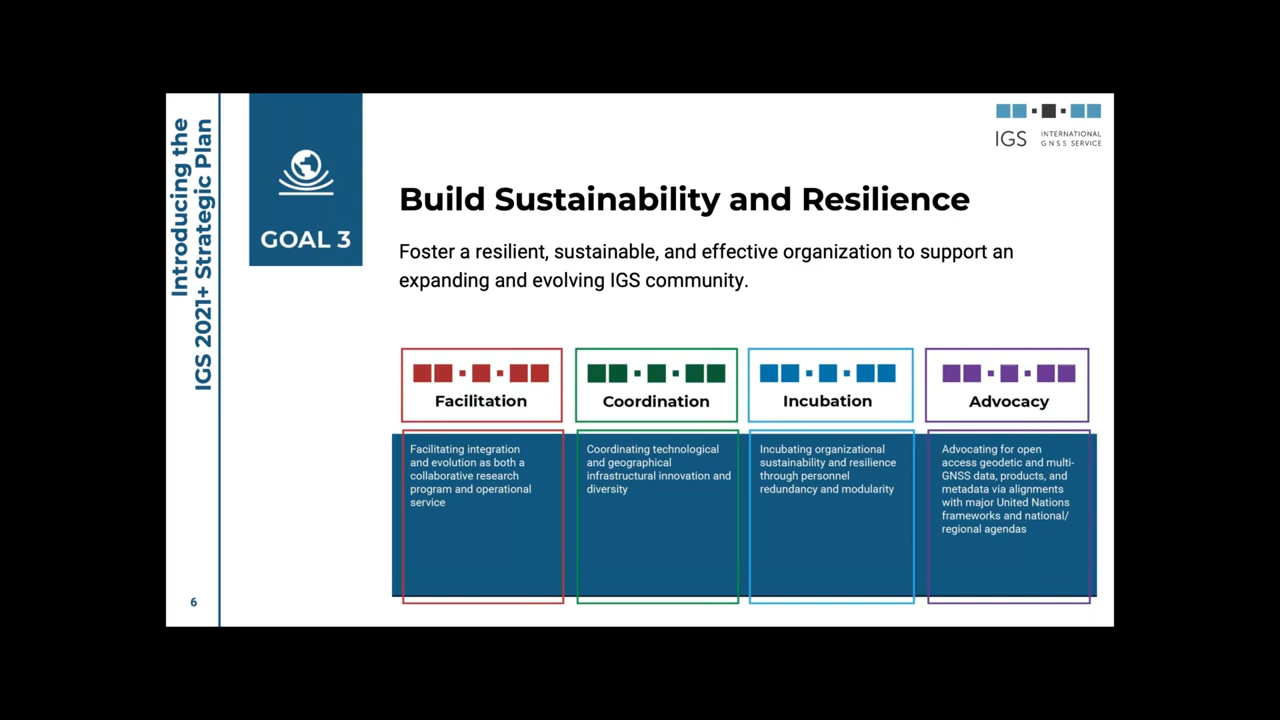 Introducing the
IGS 2021+ Strategic Plan
GOAL 3
IGS INTERNATIONAL
GNSS SERVICE
Build Sustainability and Resilience
Foster a resilient, sustainable, and effective organization to support an
expanding and evolving IGS community.
Facilitation
Facilitating integration
and evolution as both a
collaborative research
program and operational
service
Coordination
Coordinating technological
and geographical
infrastructural innovation and
diversity
Incubation
Incubating organizational
sustainability and resilience
through personnel
redundancy and modularity
Advocacy
Advocating for open
access geodetic and multi-
GNSS data, products, and
metadata via alignments
with major United Nations
frameworks and national/
regional agendas
6